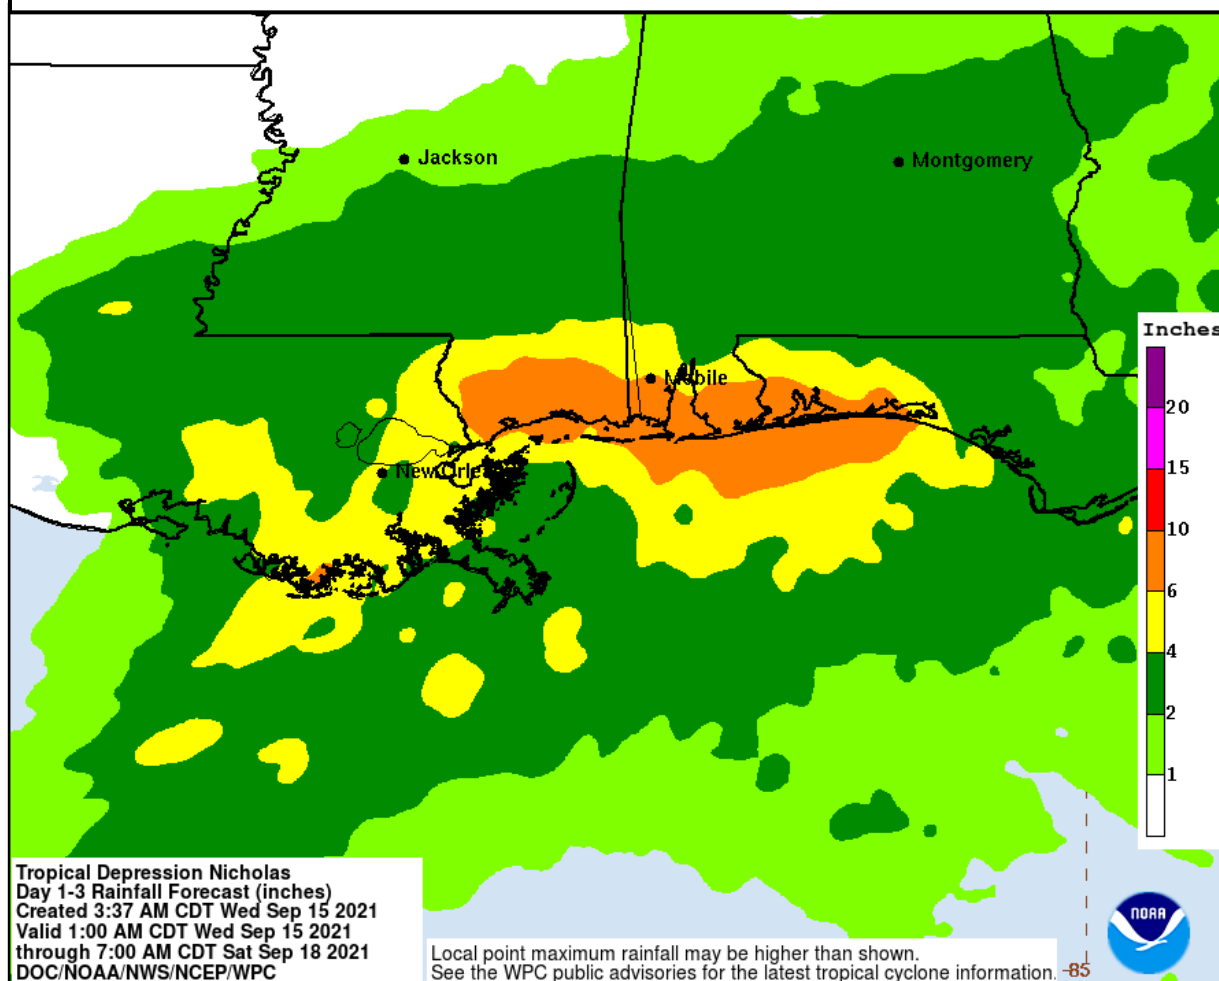 Jackson
Montgomery
Inches
Mobile
20
15
New Orle
10
6
4
2
1
Tropical Depression Nicholas
Day 1-3 Rainfall Forecast (inches)
Created 3:37 AM CDT Wed Sep 15 2021
Valid 1:00 AM CDT Wed Sep 15 2021
through 7:00 AM CDT Sat Sep 18 2021
DOC/NOAA/NWS/NCEP/WPC
NOAA
Local point maximum rainfall may be higher than shown.
See the WPC public advisories for the latest tropical cyclone information.
-85